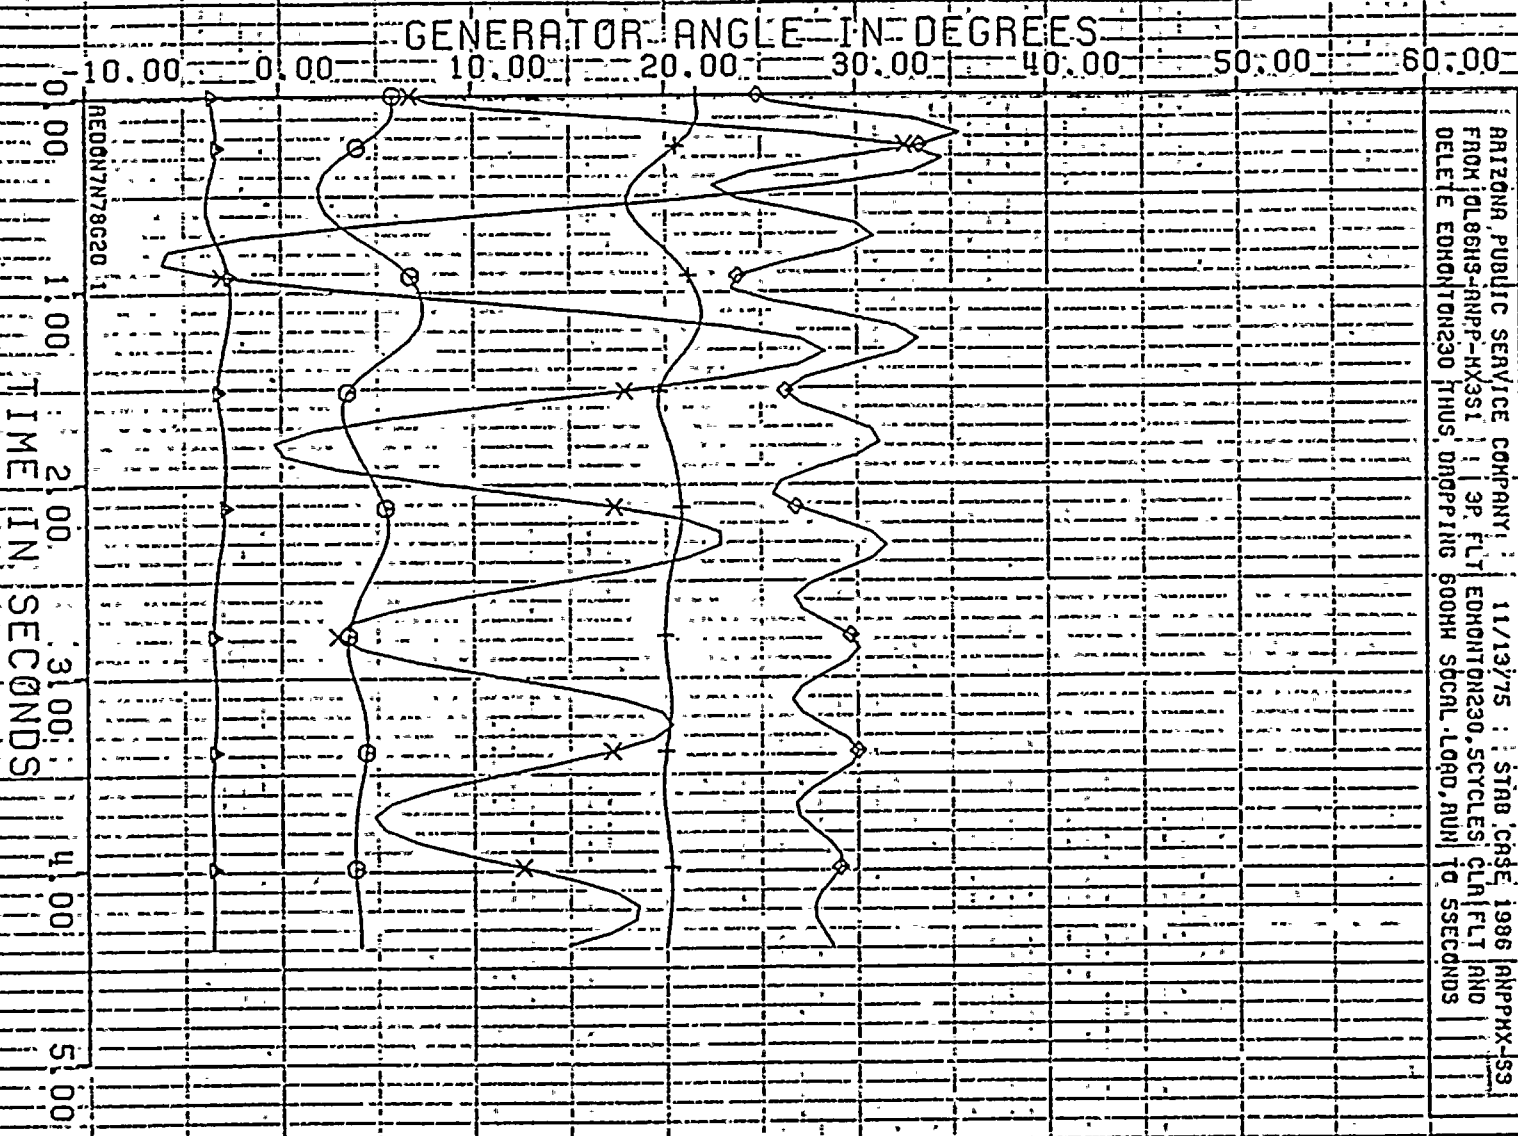 GENERATOR ANGLE IN DEGREES
-10.00 0.00 10.00 20.00 30.00 40.00 50.00 60.00
ARIZONA PUBLIC SERVICE COMPANY: : 11/13/75 : STAB CASE 1986 ANPPHX-S3
FROM OL86HS-ANPP-HX3S1 : : 3P FLT EDMONTON230,5CYCLES CLR FLT AND
DELETE EDMONTON230 THUS DROPPING 600MW SOCAL LOAD,RUN TO 5SECONDS
REDON7N78G20 1
0.00 1.00 2.00 3.00 4.00 5.00
TIME IN SECONDS